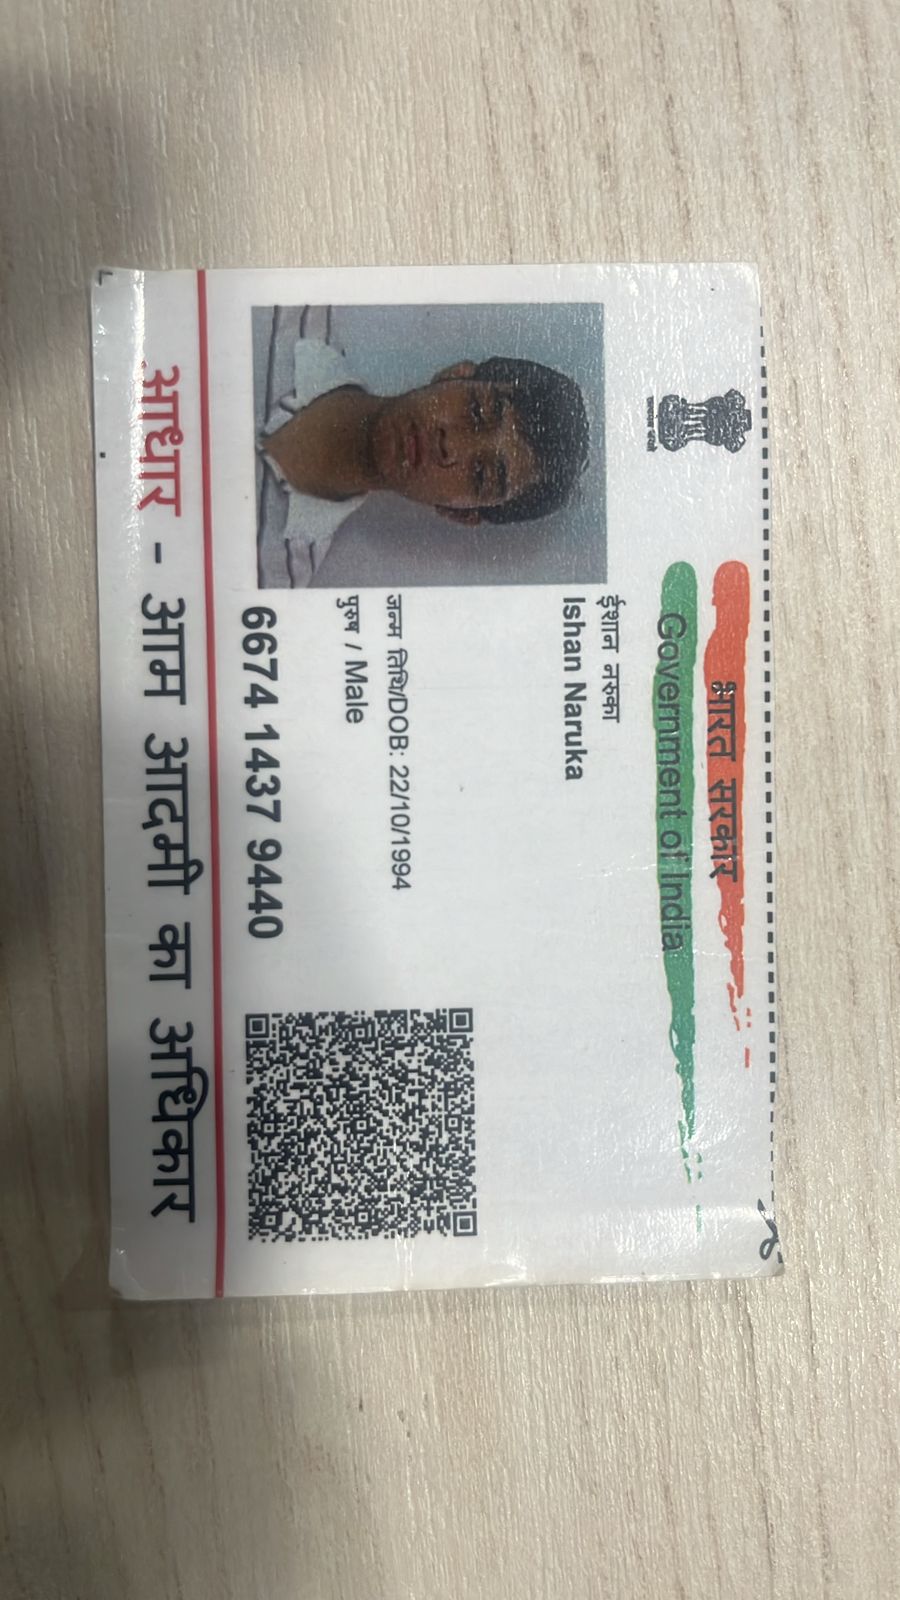 भारत सरकार
Government of India
ईशान नरुका
Ishan Naruka
जन्म तिथि/DOB: 22/10/1994
पुरुष / Male
6674 1437 9440
आधार - आम आदमी का अधिकार